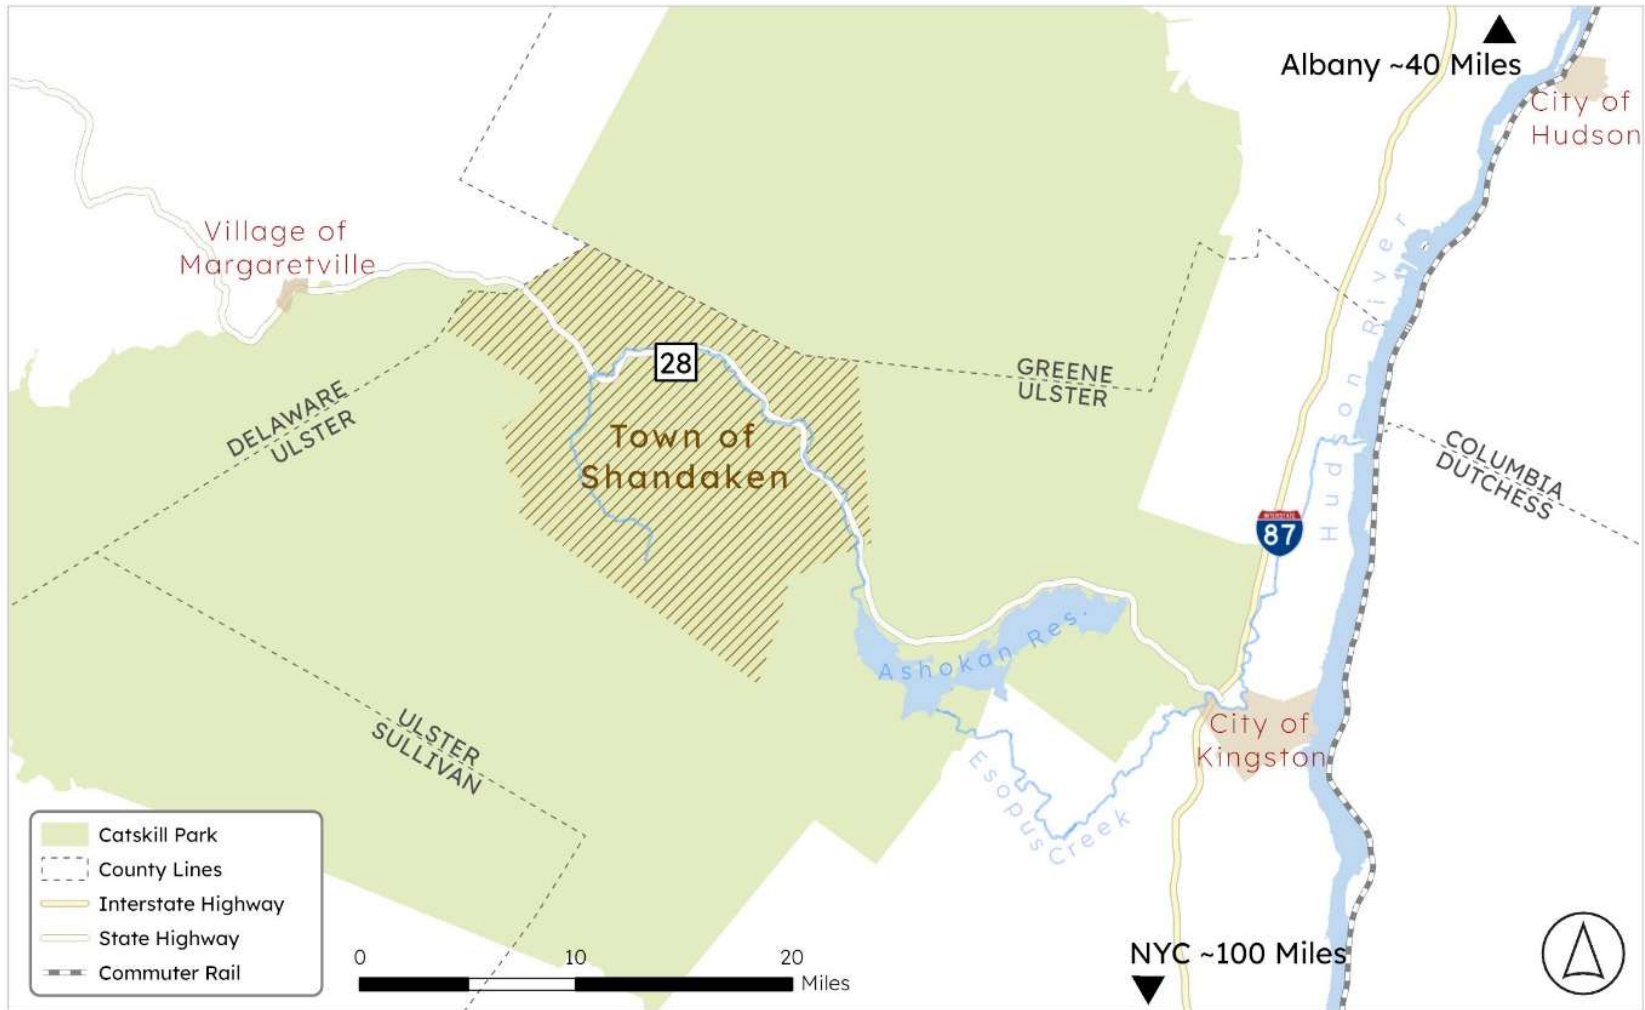 Albany ~40 Miles
City of
Hudson
Village of
Margaretville
Hudson River
28
GREENE
ULSTER
DELAWARE
ULSTER
Town of
Shandaken
COLUMBIA
DUTCHESS
INTERSTATE
87
Ashokan Res.
ULSTER
SULLIVAN
City of
Kingston
Esopus
Creek
Catskill Park
County Lines
Interstate Highway
State Highway
Commuter Rail
0 10 20
Miles
NYC ~100 Miles